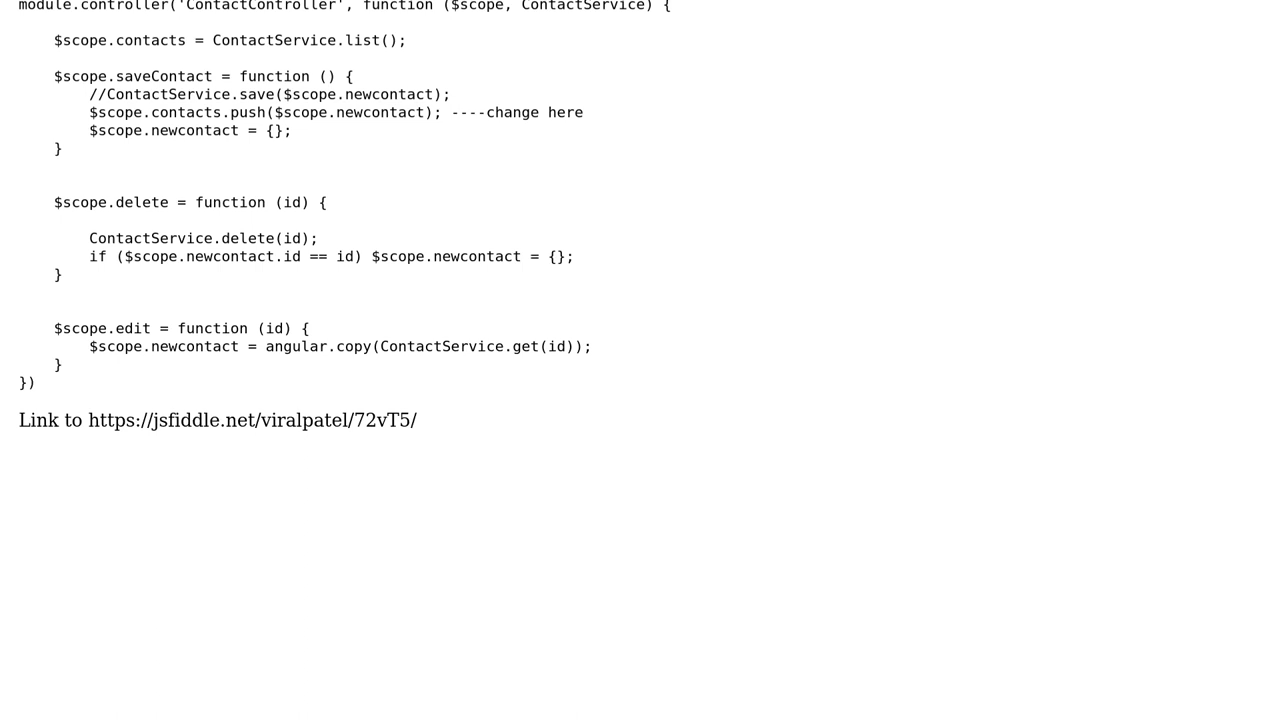 module.controller('ContactController', function ($scope, ContactService) {
$scope.contacts = ContactService.list();
$scope.saveContact = function () {
//ContactService.save($scope.newcontact);
$scope.contacts.push($scope.newcontact); ----change here
$scope.newcontact = {};
}
$scope.delete = function (id) {
ContactService.delete(id);
if ($scope.newcontact.id == id) $scope.newcontact = {};
}
$scope.edit = function (id) {
$scope.newcontact = angular.copy(ContactService.get(id));
}
})
Link to https://jsfiddle.net/viralpatel/72vT5/